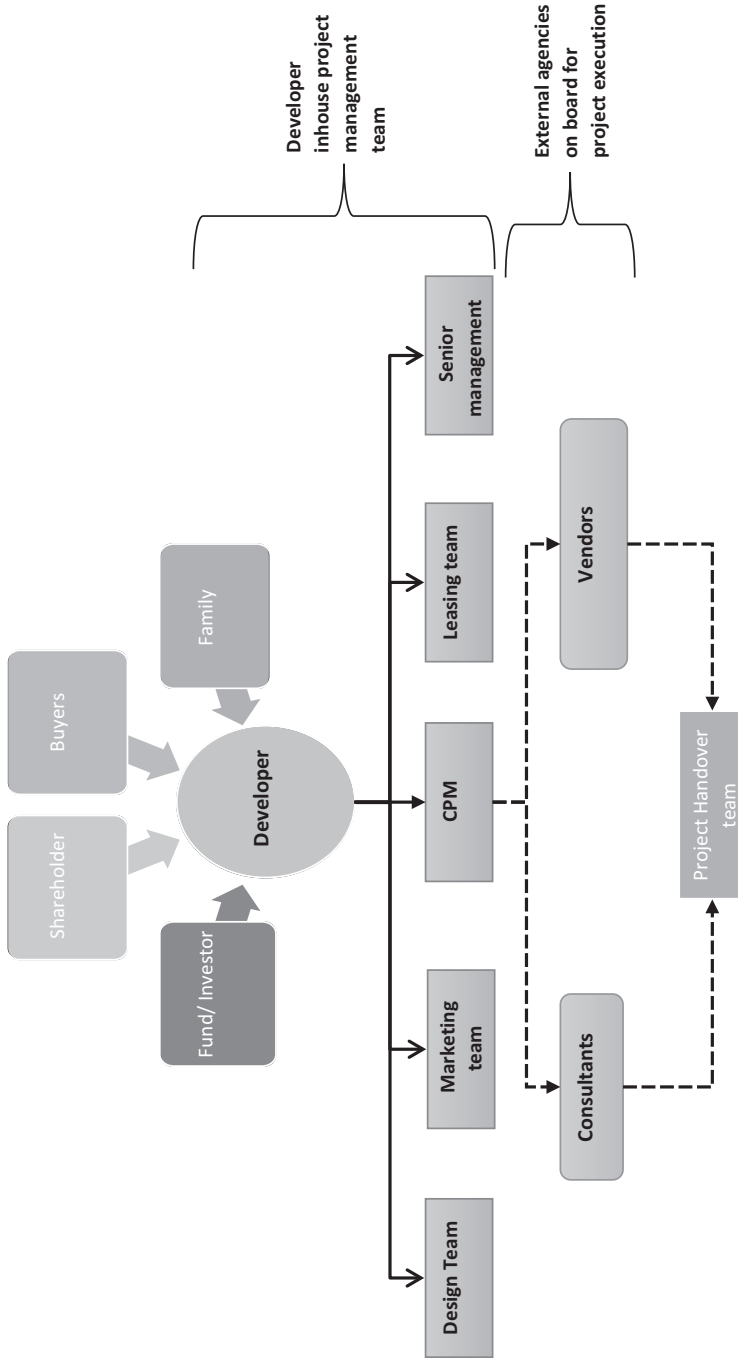 Shareholder
Buyers
Fund/ Investor
Family
Developer
Developer
inhouse project
management
team
Design Team
Marketing
team
CPM
Leasing team
Senior
management
External agencies
on board for
project execution
Consultants
Vendors
Project Handover
team